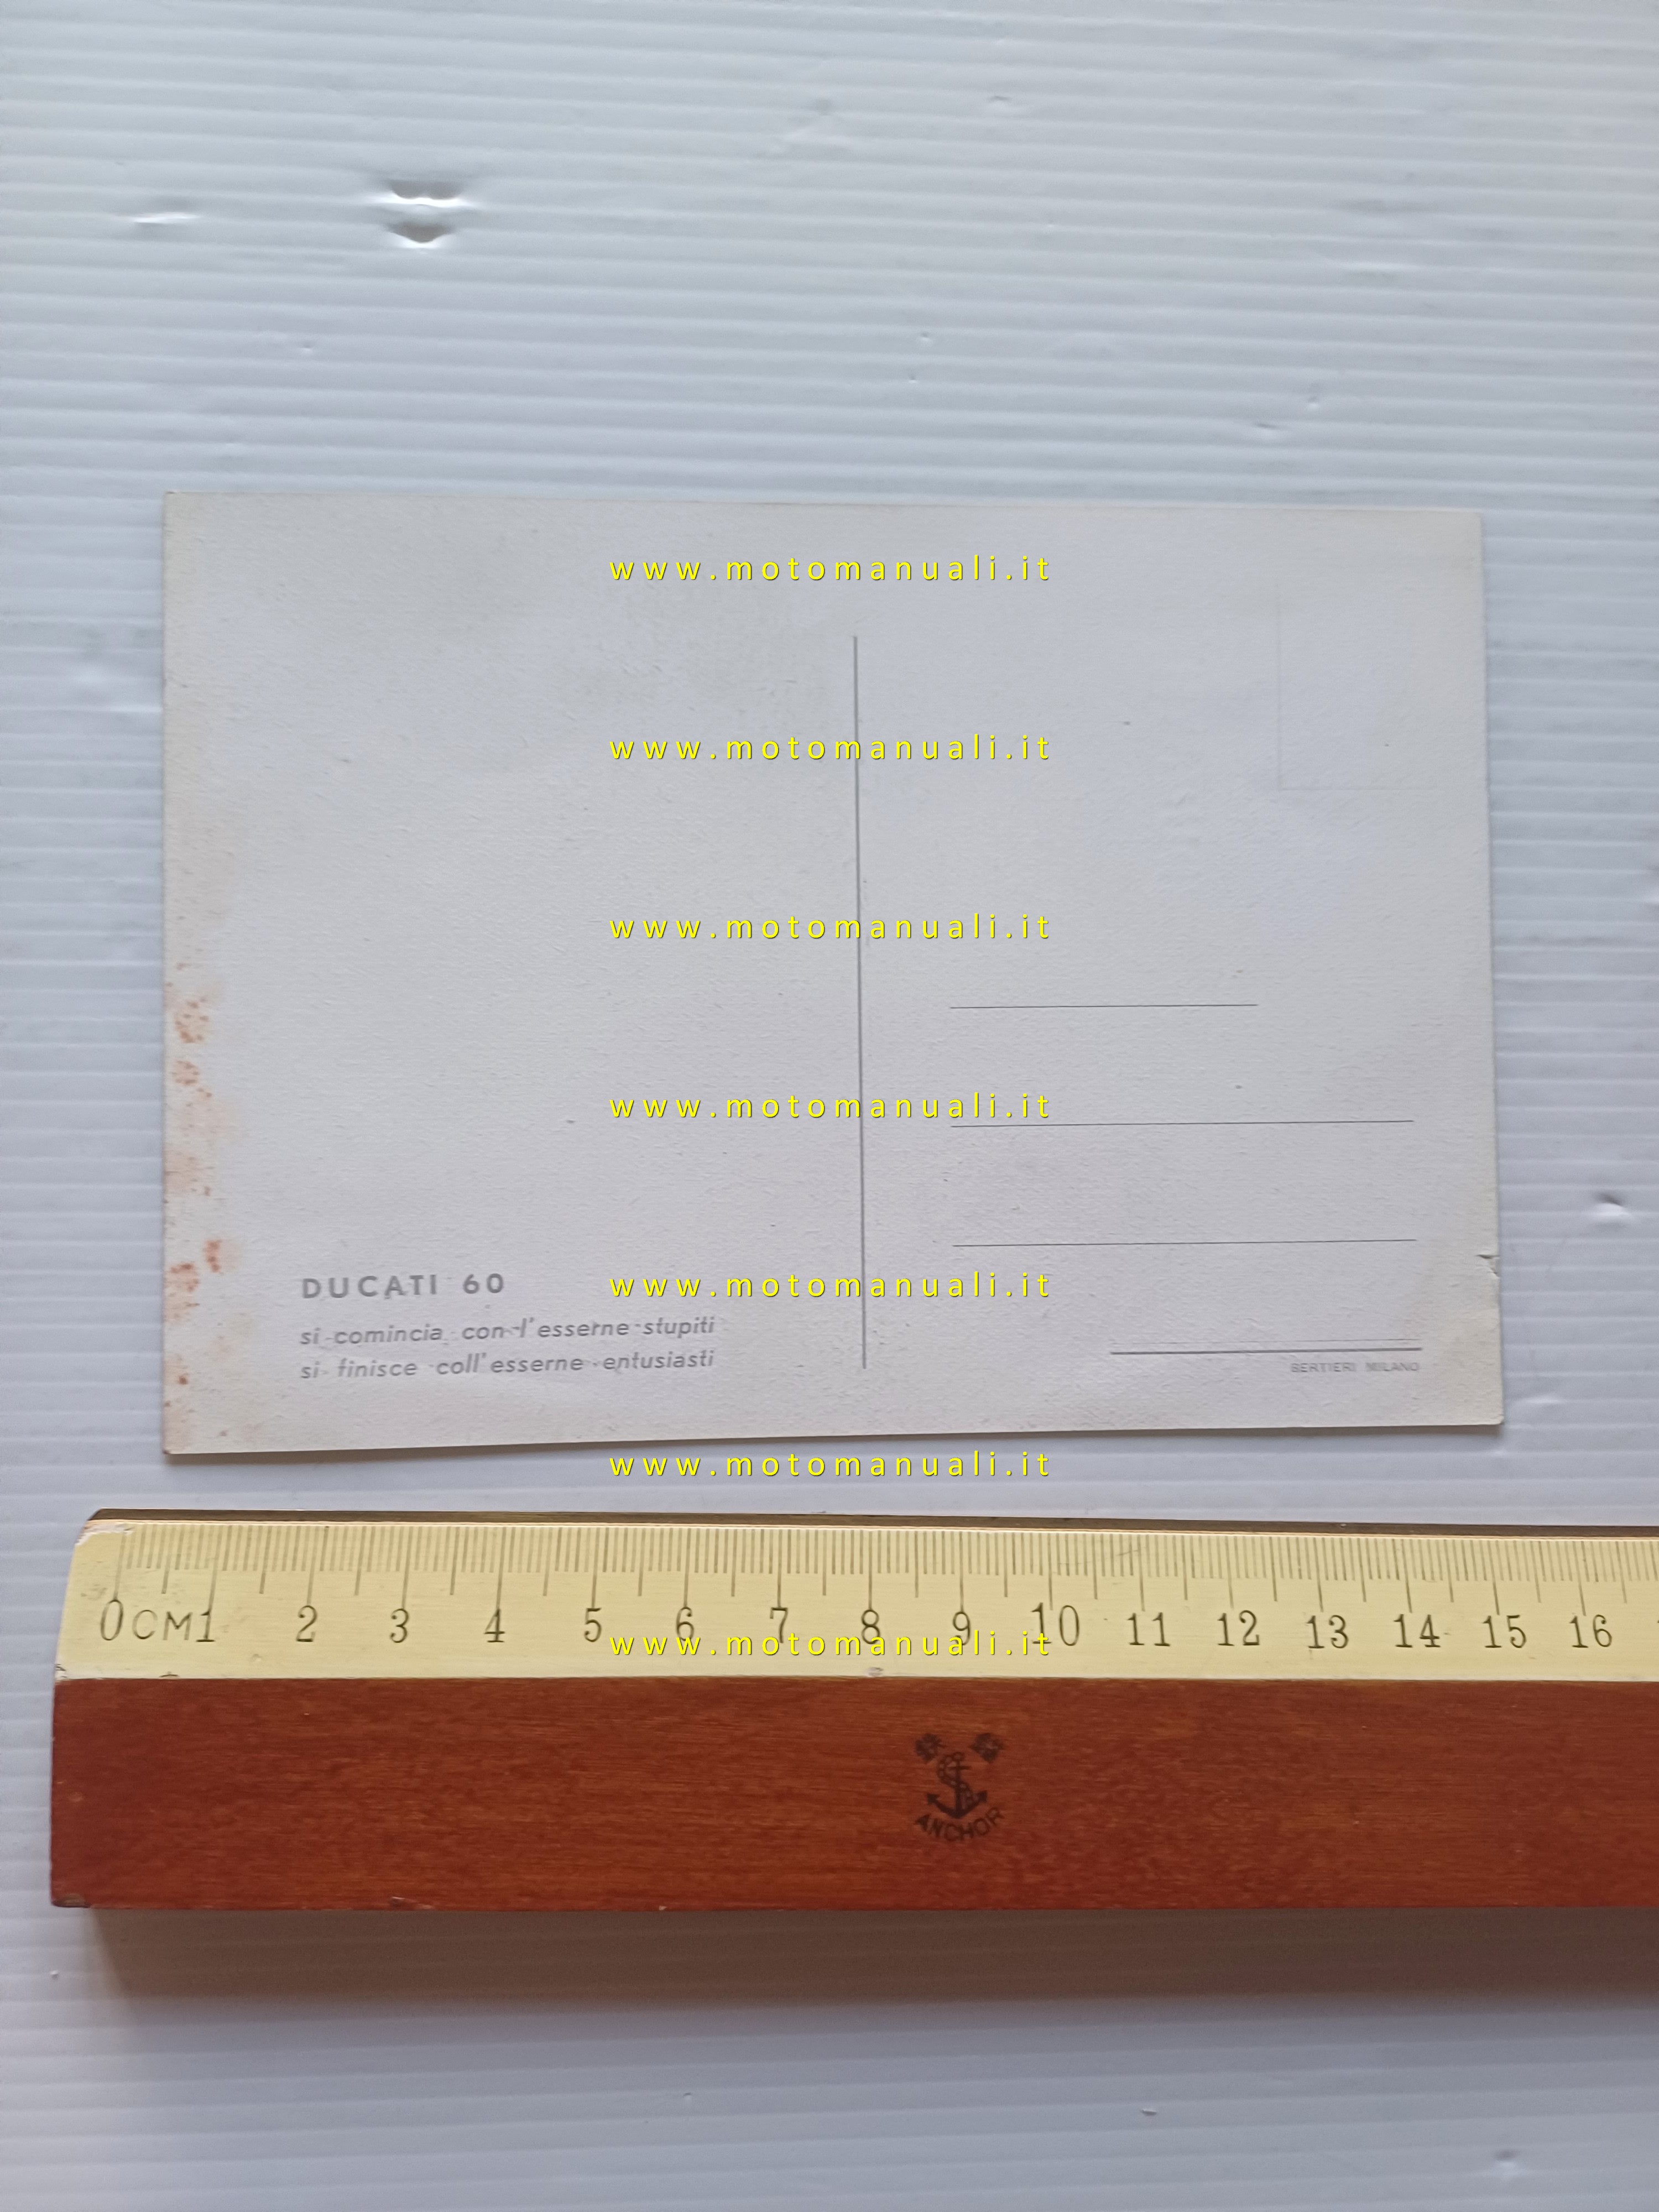 www.motomanuali.it
www.motomanuali.it
www.motomanuali.it
www.motomanuali.it
DUCATI 60
www.motomanuali.it
si comincia con l'esserne stupiti
si finisce coll'esserne entusiasti
BERTIERI MILANO
www.motomanuali.it
0CM1 2 3 4 5 6 7 8 9 10 11 12 13 14 15 16
www.motomanuali.it
ANCHOR